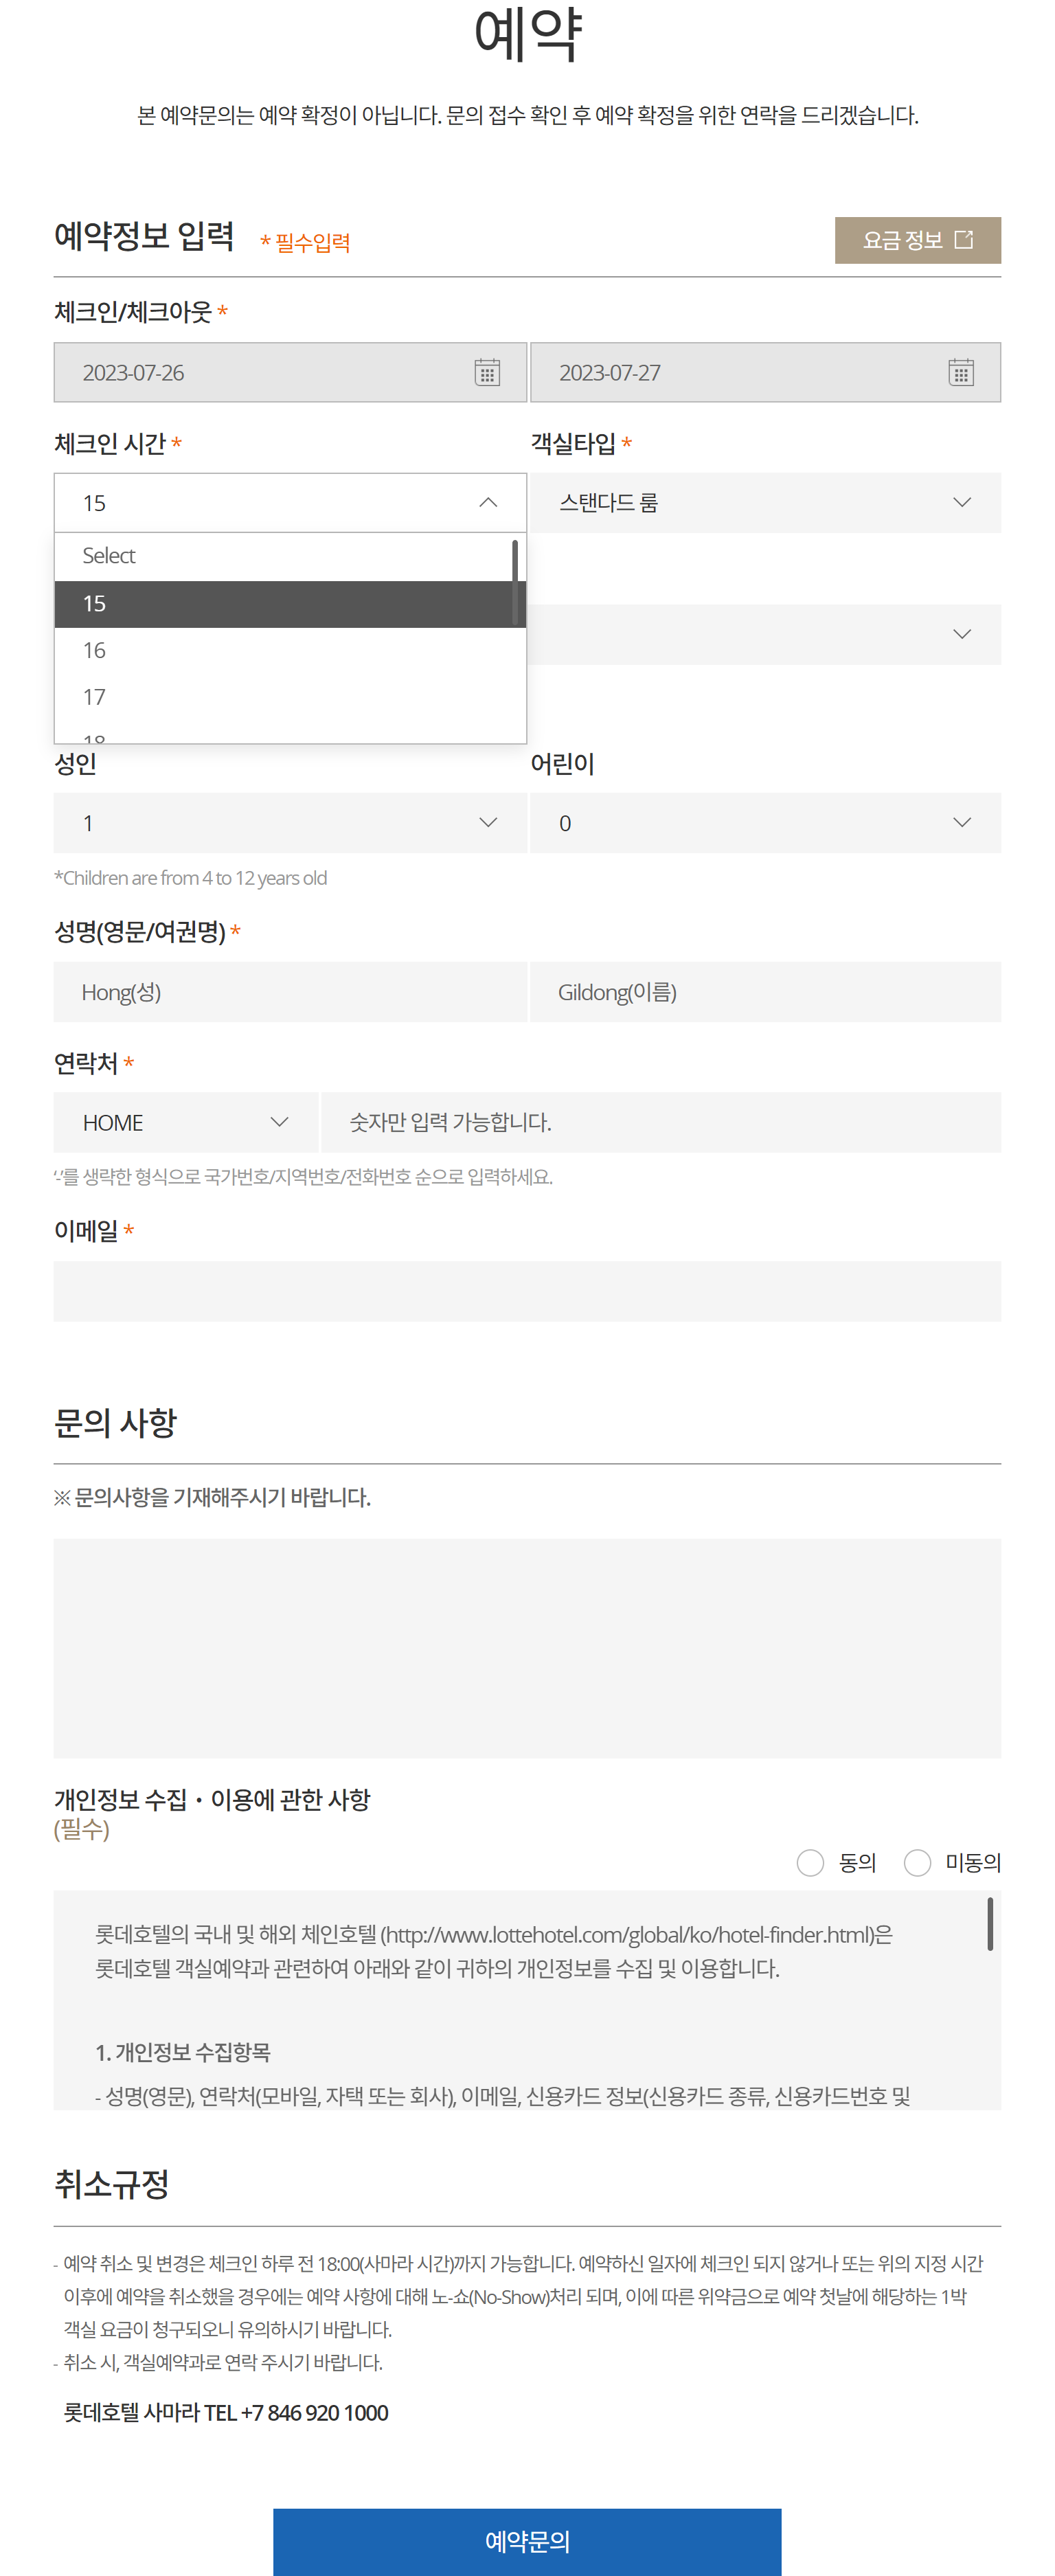 예약
본 예약문의는 예약 확정이 아닙니다. 문의 접수 확인 후 예약 확정을 위한 연락을 드리겠습니다.
예약정보 입력 * 필수입력 요금 정보
체크인/체크아웃 *
2023-07-26 2023-07-27
체크인 시간 * 객실타입 *
15 스탠다드 룸
Select
15
16
17
18
성인 어린이
1 0
*Children are from 4 to 12 years old
성명(영문/여권명) *
Hong(성) Gildong(이름)
연락처 *
HOME 숫자만 입력 가능합니다.
'-'를 생략한 형식으로 국가번호/지역번호/전화번호 순으로 입력하세요.
이메일 *
문의 사항
※ 문의사항을 기재해주시기 바랍니다.
개인정보 수집・이용에 관한 사항
(필수)
동의 미동의
롯데호텔의 국내 및 해외 체인호텔 (http://www.lottehotel.com/global/ko/hotel-finder.html)은
롯데호텔 객실예약과 관련하여 아래와 같이 귀하의 개인정보를 수집 및 이용합니다.
1. 개인정보 수집항목
- 성명(영문), 연락처(모바일, 자택 또는 회사), 이메일, 신용카드 정보(신용카드 종류, 신용카드번호 및
취소규정
- 예약 취소 및 변경은 체크인 하루 전 18:00(사마라 시간)까지 가능합니다. 예약하신 일자에 체크인 되지 않거나 또는 위의 지정 시간
이후에 예약을 취소했을 경우에는 예약 사항에 대해 노-쇼(No-Show)처리 되며, 이에 따른 위약금으로 예약 첫날에 해당하는 1박
객실 요금이 청구되오니 유의하시기 바랍니다.
- 취소 시, 객실예약과로 연락 주시기 바랍니다.
롯데호텔 사마라 TEL +7 846 920 1000
예약문의